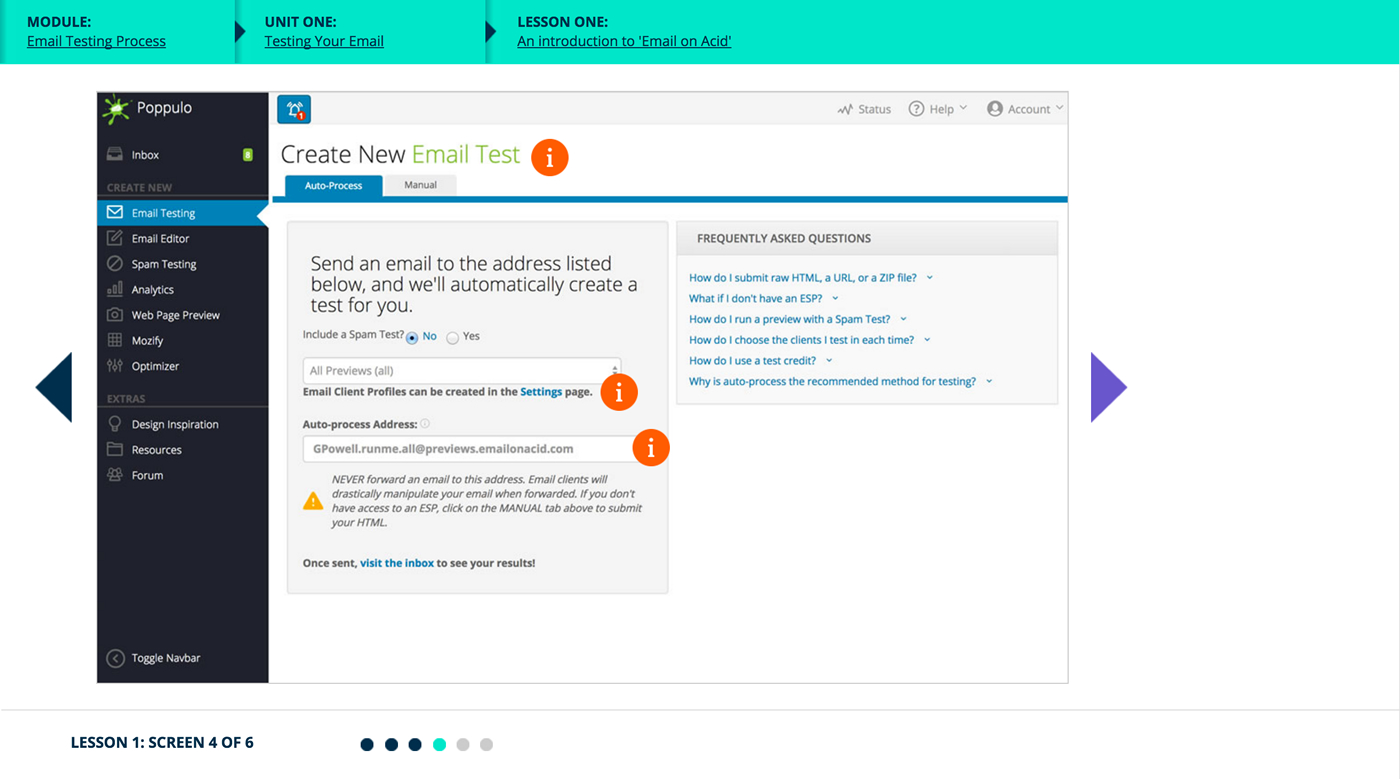 MODULE:
Email Testing Process
UNIT ONE:
Testing Your Email
LESSON ONE:
An introduction to 'Email on Acid'
Poppulo
1
Status
Help
Account
Inbox
8
CREATE NEW
Email Testing
Email Editor
Spam Testing
Analytics
Web Page Preview
Mozify
Optimizer
EXTRAS
Design Inspiration
Resources
Forum
Toggle Navbar
Create New Email Test
i
Auto-Process
Manual
Send an email to the address listed
below, and we'll automatically create a
test for you.
Include a Spam Test? No Yes
All Previews (all)
Email Client Profiles can be created in the Settings page.
i
Auto-process Address:
GPowell.runme.all@previews.emailonacid.com
i
NEVER forward an email to this address. Email clients will
drastically manipulate your email when forwarded. If you don't
have access to an ESP, click on the MANUAL tab above to submit
your HTML.
Once sent, visit the inbox to see your results!
FREQUENTLY ASKED QUESTIONS
How do I submit raw HTML, a URL, or a ZIP file?
What if I don't have an ESP?
How do I run a preview with a Spam Test?
How do I choose the clients I test in each time?
How do I use a test credit?
Why is auto-process the recommended method for testing?
LESSON 1: SCREEN 4 OF 6